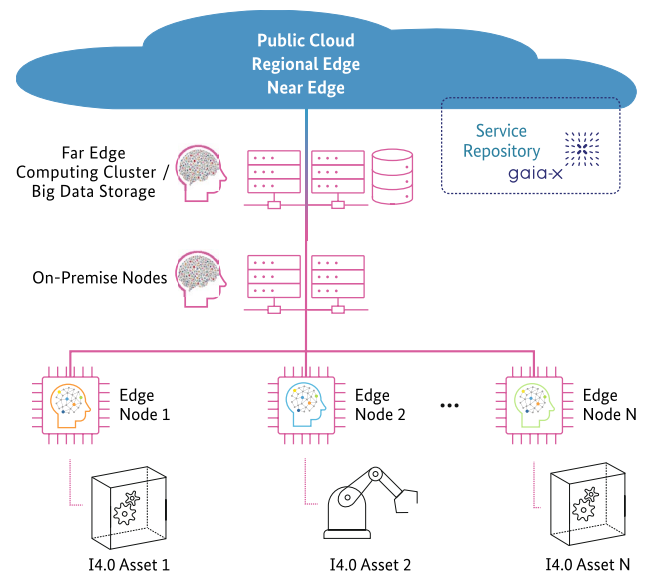 Public Cloud
Regional Edge
Near Edge
Service
Repository
gaia-x
Far Edge
Computing Cluster /
Big Data Storage
On-Premise Nodes
Edge
Node 1
Edge
Node 2
...
Edge
Node N
I4.0 Asset 1
I4.0 Asset 2
I4.0 Asset N